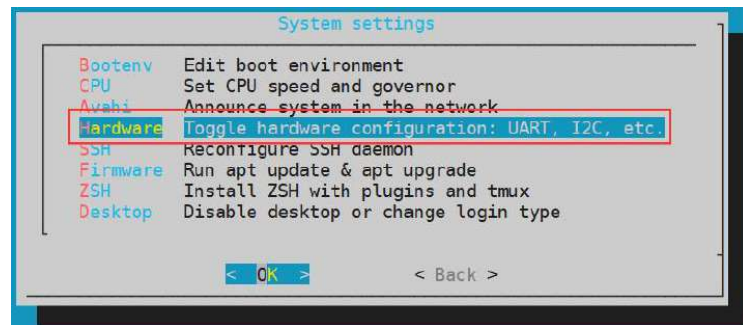 System settings
Bootenv Edit boot environment
CPU Set CPU speed and governor
Avahi Announce system in the network
Hardware Toggle hardware configuration: UART, I2C, etc.
SSH Reconfigure SSH daemon
Firmware Run apt update & apt upgrade
ZSH Install ZSH with plugins and tmux
Desktop Disable desktop or change login type
< OK > < Back >